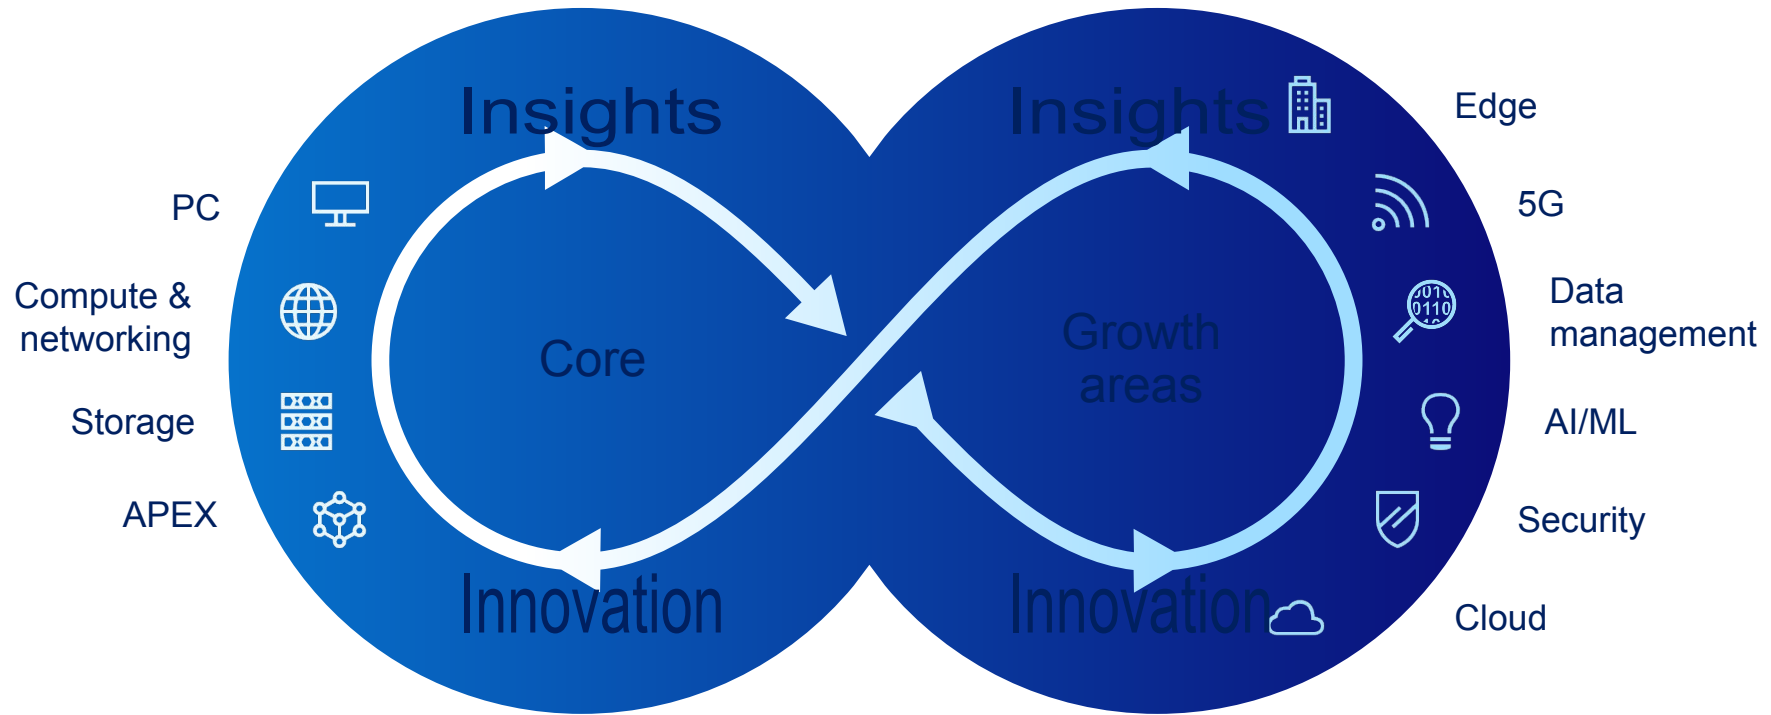 Insights
PC
Compute &
networking
Storage
APEX
Core
Innovation
Insights
Growth
areas
Innovation
Edge
5G
Data
management
AI/ML
Security
Cloud
0110